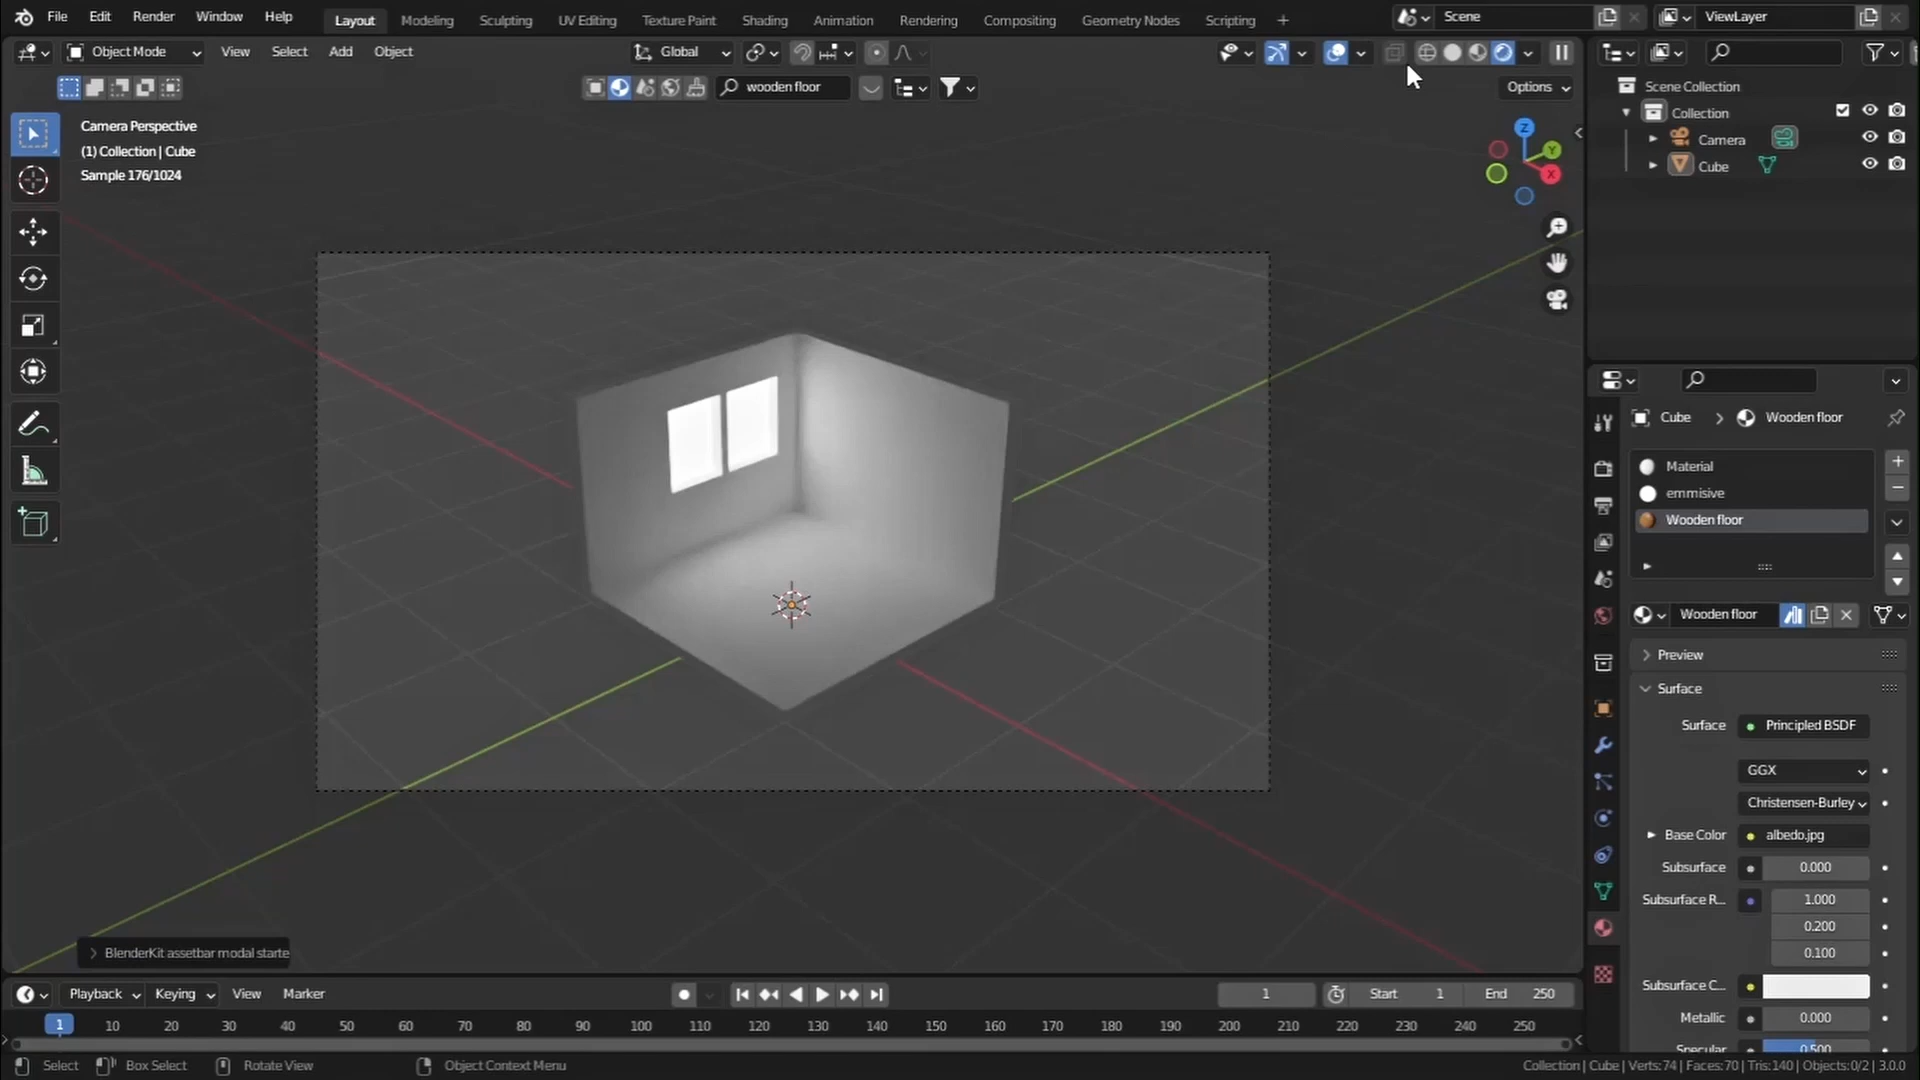 File Edit Render Window Help Layout Modeling Sculpting UV Editing Texture Paint Shading Animation Rendering Compositing Geometry Nodes Scripting + Scene ViewLayer
Object Mode View Select Add Object Global
wooden floor Options
Camera Perspective
(1) Collection | Cube
Sample 176/1024
Z
Y
X
Scene Collection
Collection
Camera
Cube
Cube > Wooden floor
Material
emmisive
Wooden floor
Wooden floor
Preview
Surface
Surface Principled BSDF
GGX
Christensen-Burley
Base Color albedo.jpg
Subsurface 0.000
Subsurface R... 1.000
0.200
0.100
Subsurface C...
Metallic 0.000
Specular 0.500
BlenderKit assetbar modal starte
Playback Keying View Marker 1 Start 1 End 250
1 10 20 30 40 50 60 70 80 90 100 110 120 130 140 150 160 170 180 190 200 210 220 230 240 250
Select Box Select Rotate View Object Context Menu Collection | Cube | Verts:74 | Faces:70 | Tris:140 | Objects:0/2 | 3.0.0